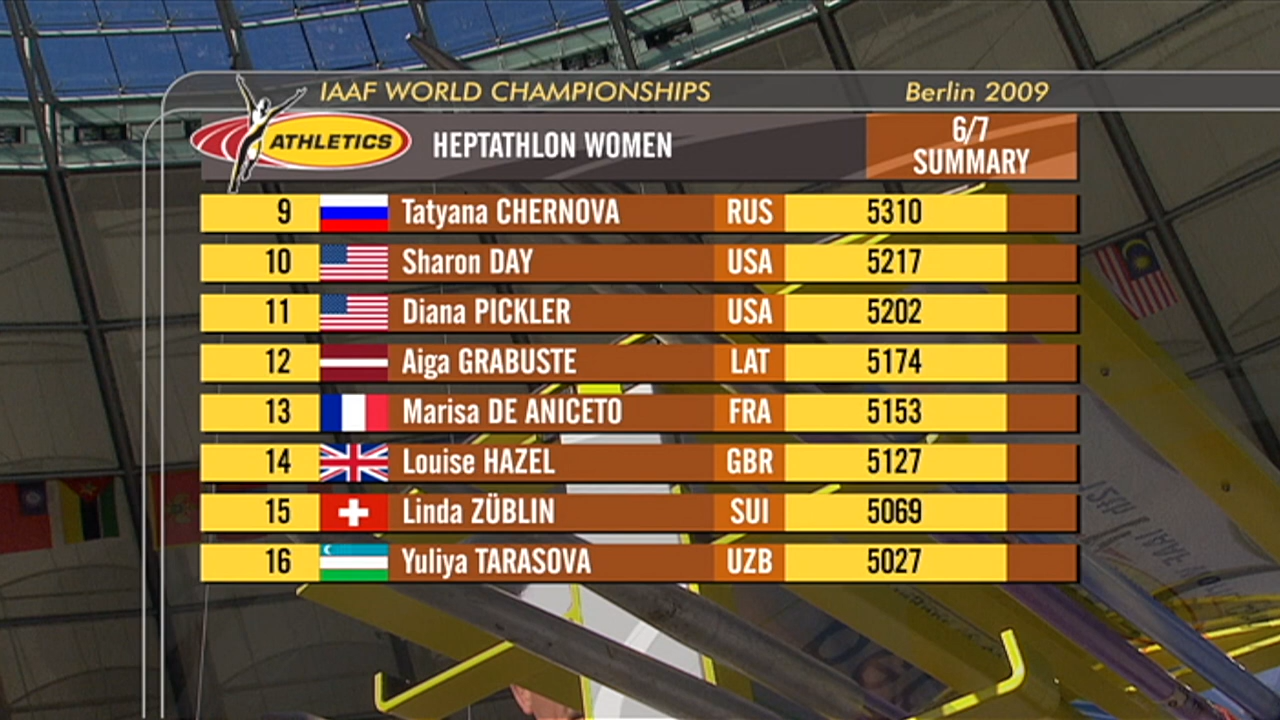 IAAF WORLD CHAMPIONSHIPS Berlin 2009
ATHLETICS HEPTATHLON WOMEN 6/7 SUMMARY
9 Tatyana CHERNOVA RUS 5310
10 Sharon DAY USA 5217
11 Diana PICKLER USA 5202
12 Aiga GRABUSTE LAT 5174
13 Marisa DE ANICETO FRA 5153
14 Louise HAZEL GBR 5127
15 Linda ZÜBLIN SUI 5069
16 Yuliya TARASOVA UZB 5027